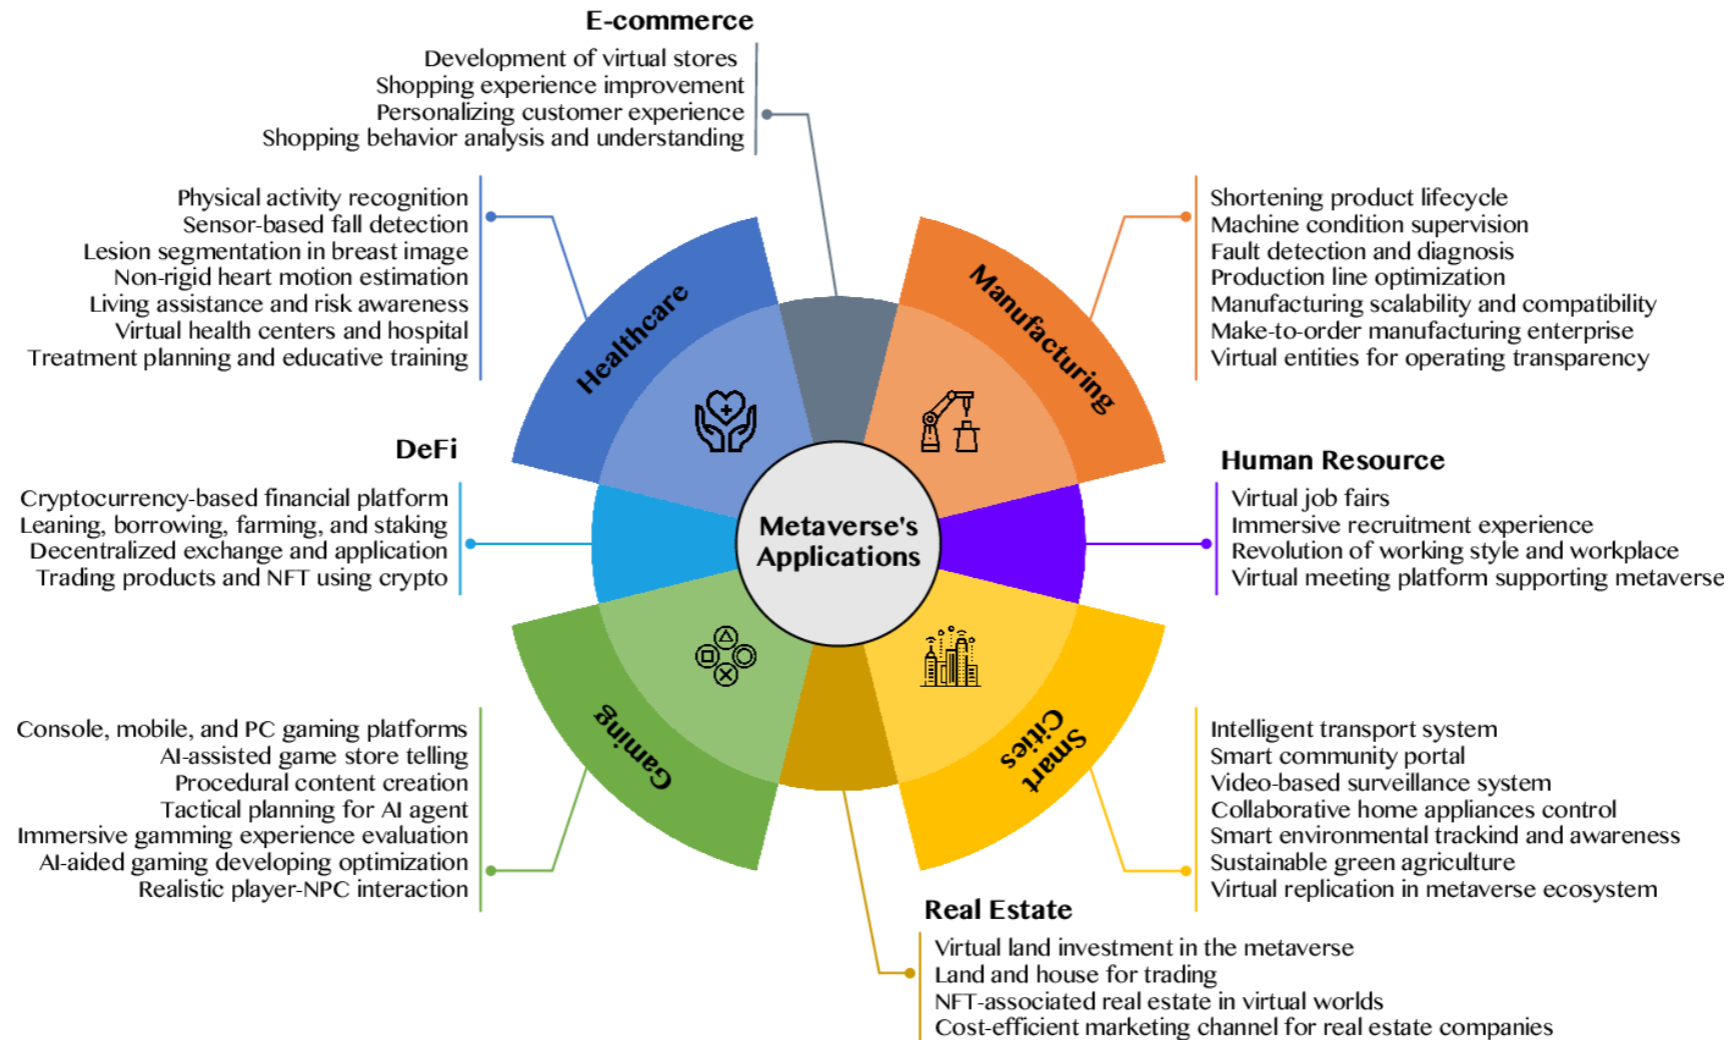 E-commerce
Development of virtual stores
Shopping experience improvement
Personalizing customer experience
Shopping behavior analysis and understanding
Physical activity recognition
Sensor-based fall detection
Lesion segmentation in breast image
Non-rigid heart motion estimation
Living assistance and risk awareness
Virtual health centers and hospital
Treatment planning and educative training
Healthcare
Manufacturing
Shortening product lifecycle
Machine condition supervision
Fault detection and diagnosis
Production line optimization
Manufacturing scalability and compatibility
Make-to-order manufacturing enterprise
Virtual entities for operating transparency
DeFi
Cryptocurrency-based financial platform
Leaning, borrowing, farming, and staking
Decentralized exchange and application
Trading products and NFT using crypto
Metaverse's
Applications
Human Resource
Virtual job fairs
Immersive recruitment experience
Revolution of working style and workplace
Virtual meeting platform supporting metaverse
Console, mobile, and PC gaming platforms
AI-assisted game store telling
Procedural content creation
Tactical planning for AI agent
Immersive gamming experience evaluation
AI-aided gaming developing optimization
Realistic player-NPC interaction
Gaming
Smart
Cities
Intelligent transport system
Smart community portal
Video-based surveillance system
Collaborative home appliances control
Smart environmental trackind and awareness
Sustainable green agriculture
Virtual replication in metaverse ecosystem
Real Estate
Virtual land investment in the metaverse
Land and house for trading
NFT-associated real estate in virtual worlds
Cost-efficient marketing channel for real estate companies